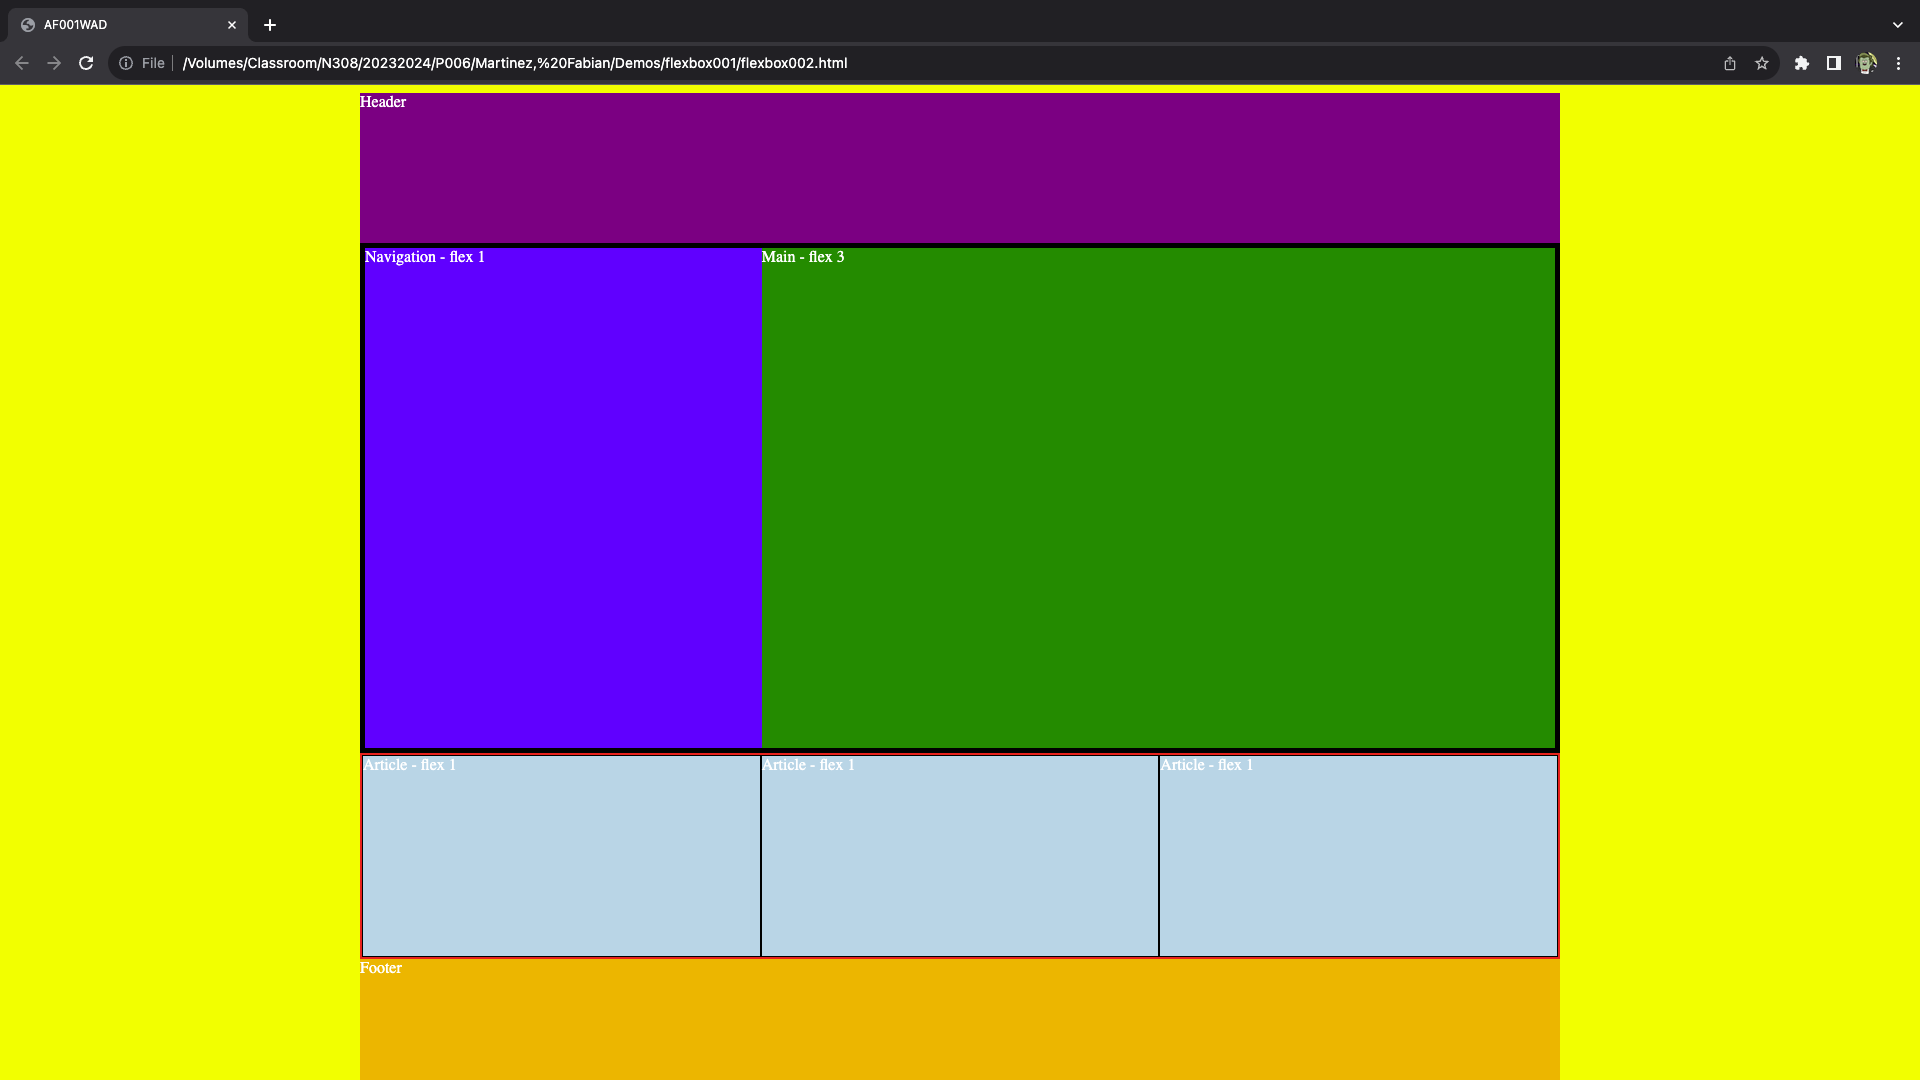 AF001WAD
File
/Volumes/Classroom/N308/20232024/P006/Martinez,%20Fabian/Demos/flexbox001/flexbox002.html
Header
Navigation - flex 1
Main - flex 3
Article - flex 1
Article - flex 1
Article - flex 1
Footer